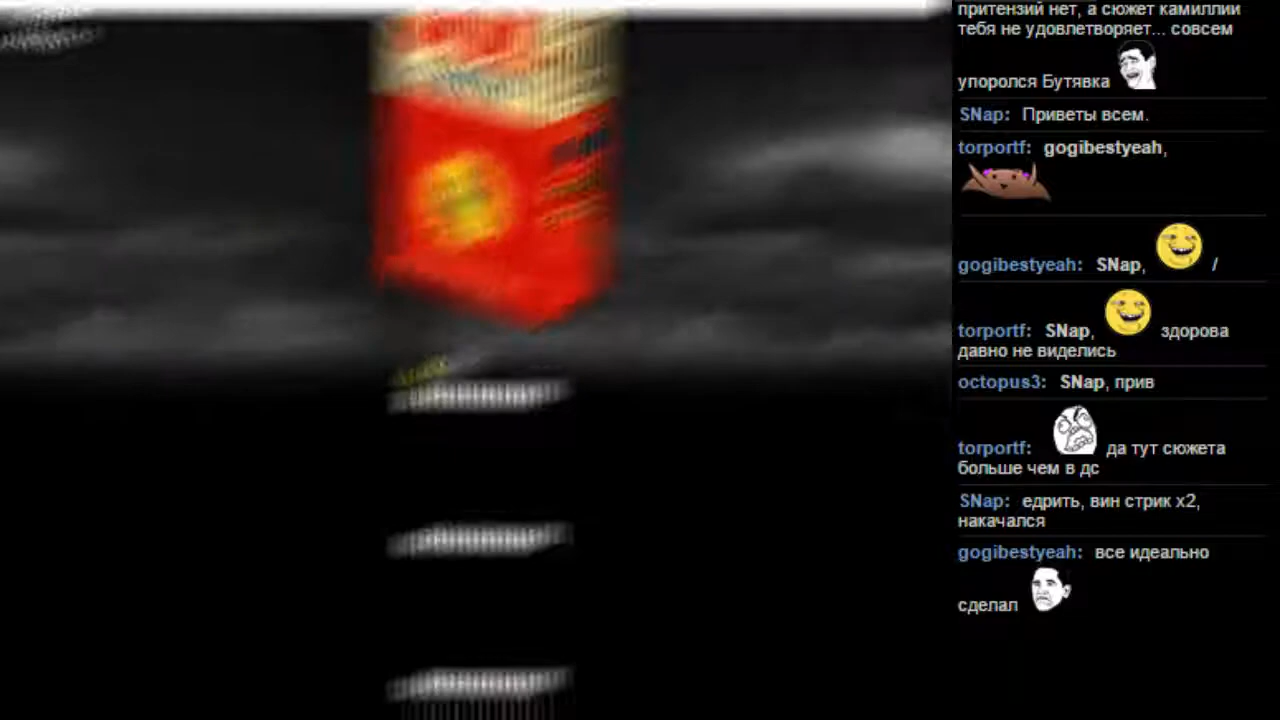 притензий нет, а сюжет камиллии
тебя не удовлетворяет... совсем
упоролся Бутявка
SNap: Приветы всем.
torportf: gogibestyeah,
gogibestyeah: SNap, /
torportf: SNap, здорова
давно не виделись
octopus3: SNap, прив
torportf: да тут сюжета
больше чем в дс
SNap: едрить, вин стрик x2,
накачался
gogibestyeah: все идеально
сделал